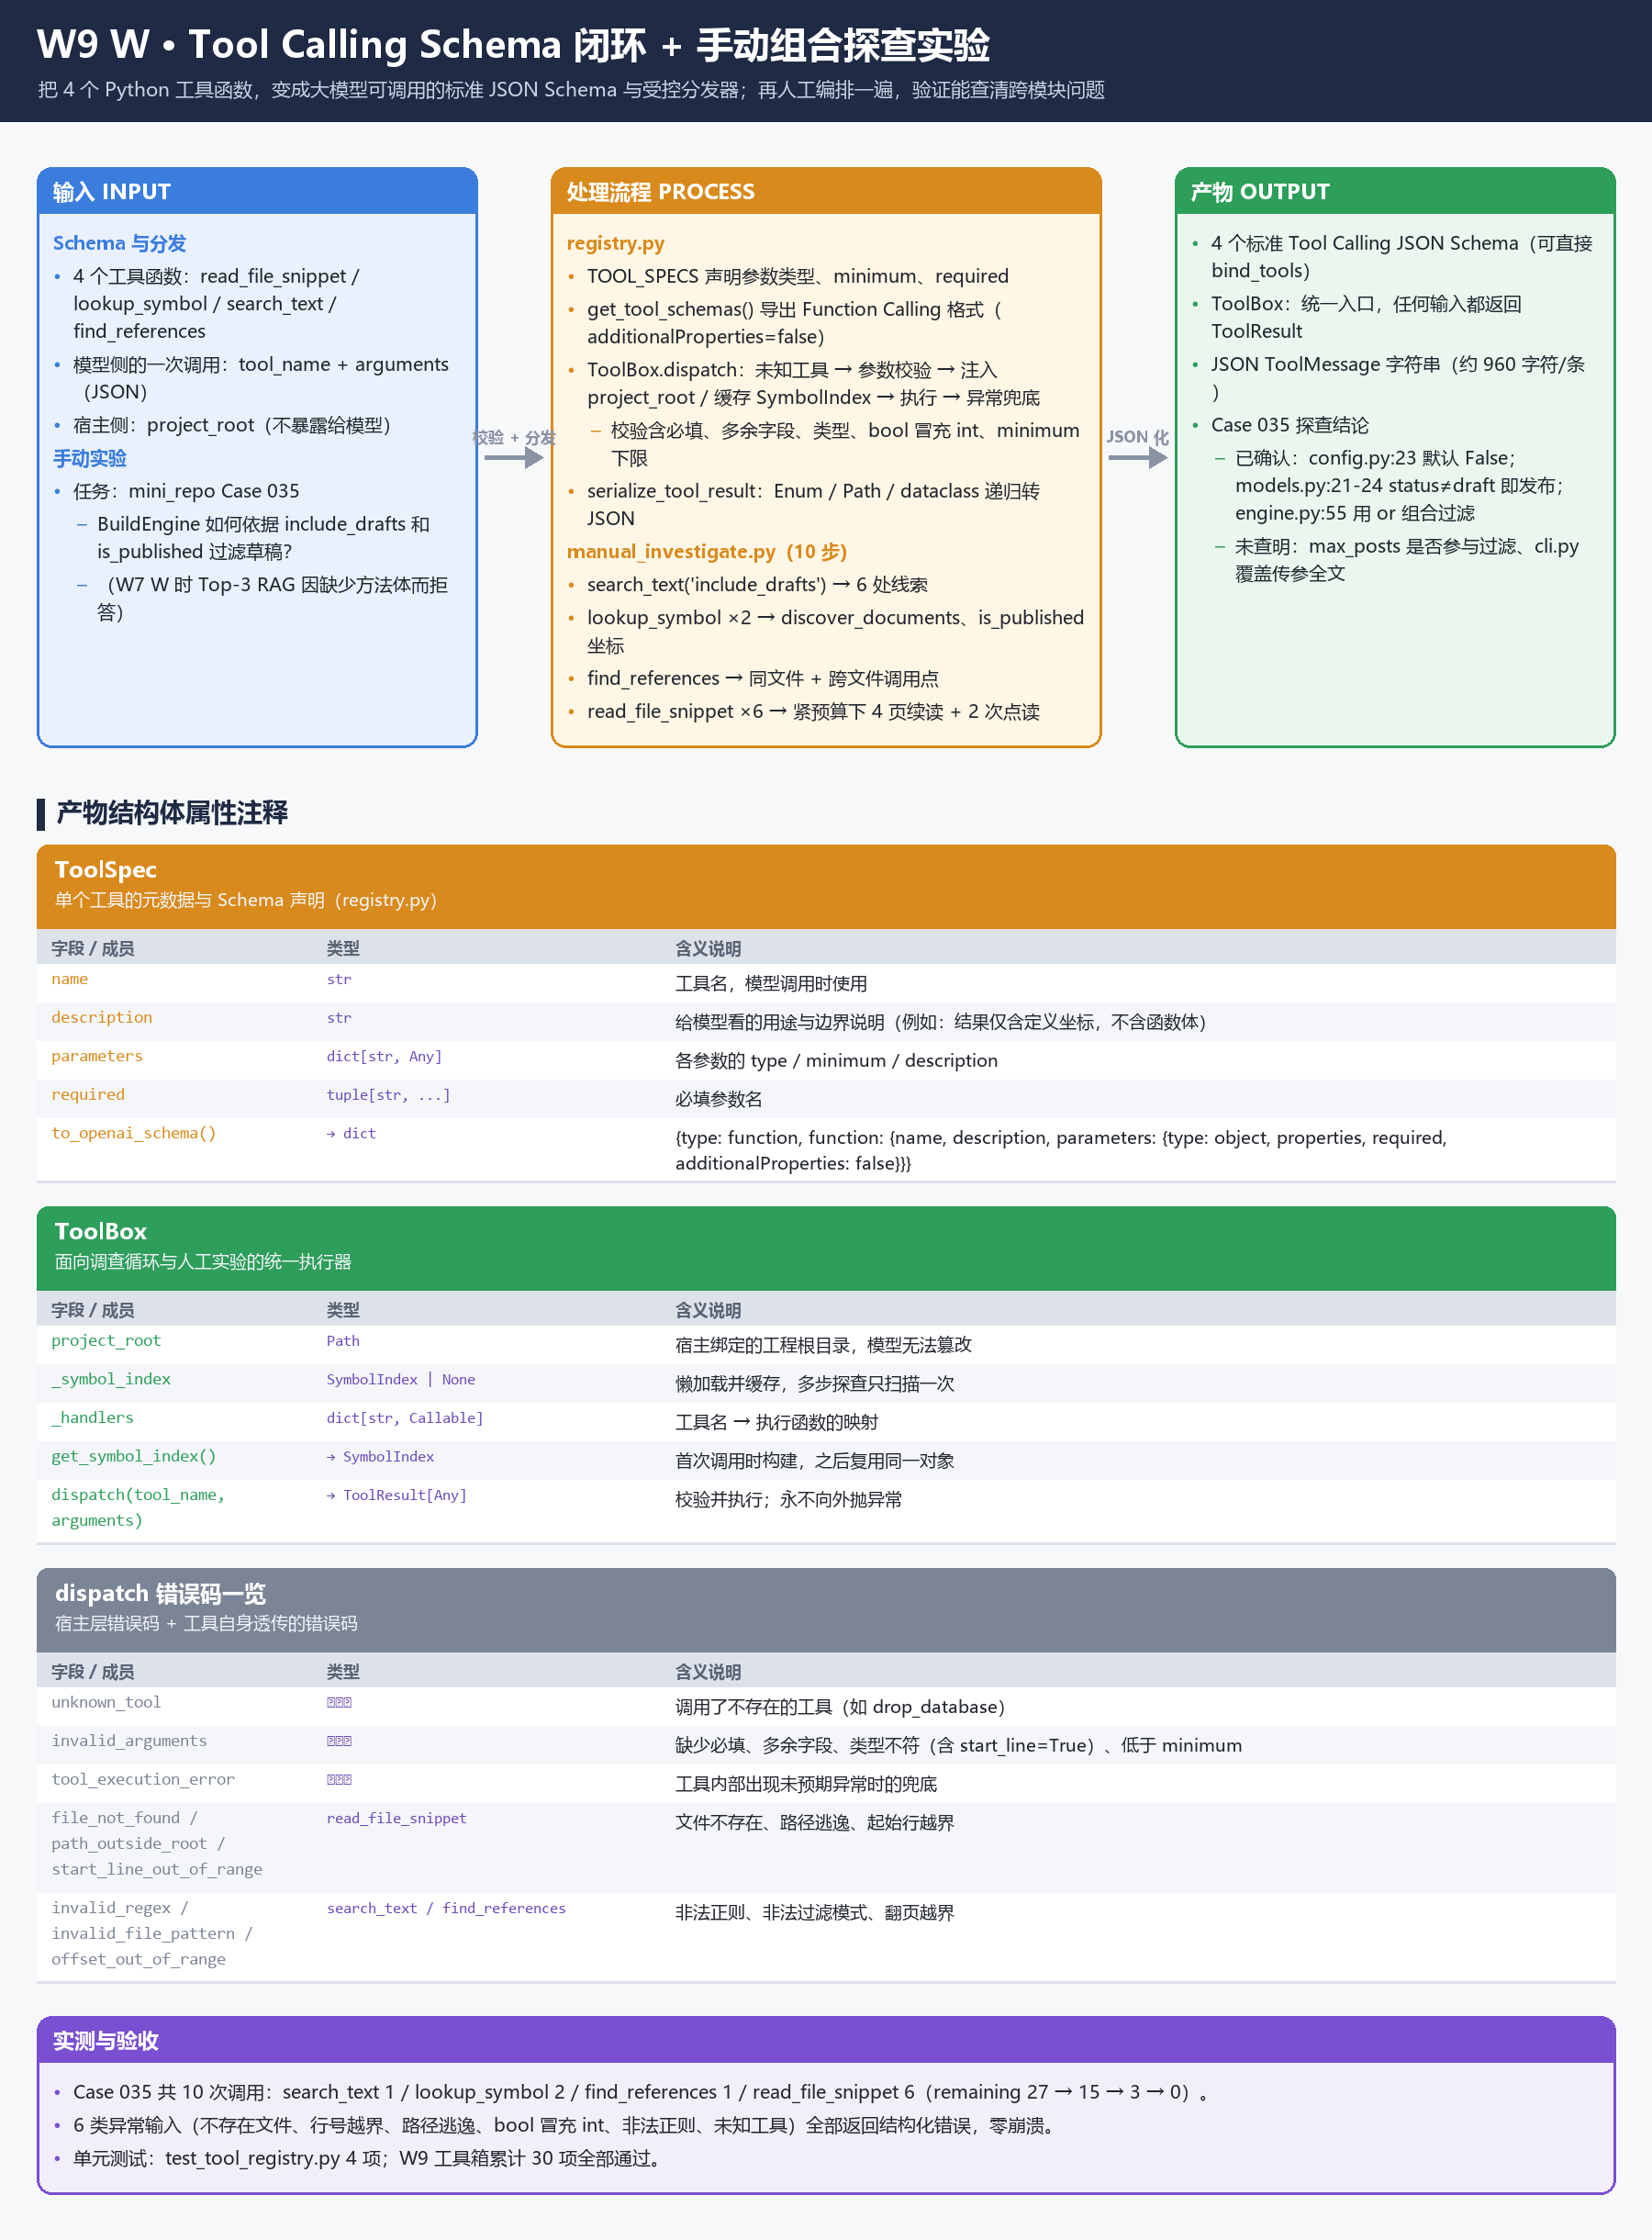 W9 W • Tool Calling Schema 闭环 + 手动组合探查实验
把 4 个 Python 工具函数，变成大模型可调用的标准 JSON Schema 与受控分发器；再人工编排一遍，验证能查清跨模块问题
输入 INPUT
Schema 与分发
• 4 个工具函数：read_file_snippet /
lookup_symbol / search_text /
find_references
• 模型侧的一次调用：tool_name + arguments
（JSON）
• 宿主侧：project_root（不暴露给模型）
手动实验
• 任务：mini_repo Case 035
– BuildEngine 如何依据 include_drafts 和
is_published 过滤草稿？
– （W7 W 时 Top-3 RAG 因缺少方法体而拒
答）
校验 + 分发
处理流程 PROCESS
registry.py
• TOOL_SPECS 声明参数类型、minimum、required
• get_tool_schemas() 导出 Function Calling 格式（
additionalProperties=false）
• ToolBox.dispatch：未知工具 → 参数校验 → 注入
project_root / 缓存 SymbolIndex → 执行 → 异常兜底
– 校验含必填、多余字段、类型、bool 冒充 int、minimum
下限
• serialize_tool_result：Enum / Path / dataclass 递归转
JSON
manual_investigate.py（10 步）
• search_text('include_drafts') → 6 处线索
• lookup_symbol ×2 → discover_documents、is_published
坐标
• find_references → 同文件 + 跨文件调用点
• read_file_snippet ×6 → 紧预算下 4 页续读 + 2 次点读
JSON 化
产物 OUTPUT
• 4 个标准 Tool Calling JSON Schema（可直接
bind_tools）
• ToolBox：统一入口，任何输入都返回
ToolResult
• JSON ToolMessage 字符串（约 960 字符/条
）
• Case 035 探查结论
– 已确认：config.py:23 默认 False；
models.py:21-24 status≠draft 即发布；
engine.py:55 用 or 组合过滤
– 未查明：max_posts 是否参与过滤、cli.py
覆盖传参全文
产物结构体属性注释
ToolSpec
单个工具的元数据与 Schema 声明（registry.py）
字段 / 成员 类型 含义说明
name str 工具名，模型调用时使用
description str 给模型看的用途与边界说明（例如：结果仅含定义坐标，不含函数体）
parameters dict[str, Any] 各参数的 type / minimum / description
required tuple[str, ...] 必填参数名
to_openai_schema() → dict {type: function, function: {name, description, parameters: {type: object, properties, required,
additionalProperties: false}}}
ToolBox
面向调查循环与人工实验的统一执行器
字段 / 成员 类型 含义说明
project_root Path 宿主绑定的工程根目录，模型无法篡改
_symbol_index SymbolIndex | None 懒加载并缓存，多步探查只扫描一次
_handlers dict[str, Callable] 工具名 → 执行函数的映射
get_symbol_index() → SymbolIndex 首次调用时构建，之后复用同一对象
dispatch(tool_name, → ToolResult[Any] 校验并执行；永不向外抛异常
arguments)
dispatch 错误码一览
宿主层错误码 + 工具自身透传的错误码
字段 / 成员 类型 含义说明
unknown_tool 调用了不存在的工具（如 drop_database）
invalid_arguments 缺少必填、多余字段、类型不符（含 start_line=True）、低于 minimum
tool_execution_error 工具内部出现未预期异常时的兜底
file_not_found / read_file_snippet 文件不存在、路径逃逸、起始行越界
path_outside_root /
start_line_out_of_range
invalid_regex / search_text / find_references 非法正则、非法过滤模式、翻页越界
invalid_file_pattern /
offset_out_of_range
实测与验收
• Case 035 共 10 次调用：search_text 1 / lookup_symbol 2 / find_references 1 / read_file_snippet 6（remaining 27 → 15 → 3 → 0）。
• 6 类异常输入（不存在文件、行号越界、路径逃逸、bool 冒充 int、非法正则、未知工具）全部返回结构化错误，零崩溃。
• 单元测试：test_tool_registry.py 4 项；W9 工具箱累计 30 项全部通过。